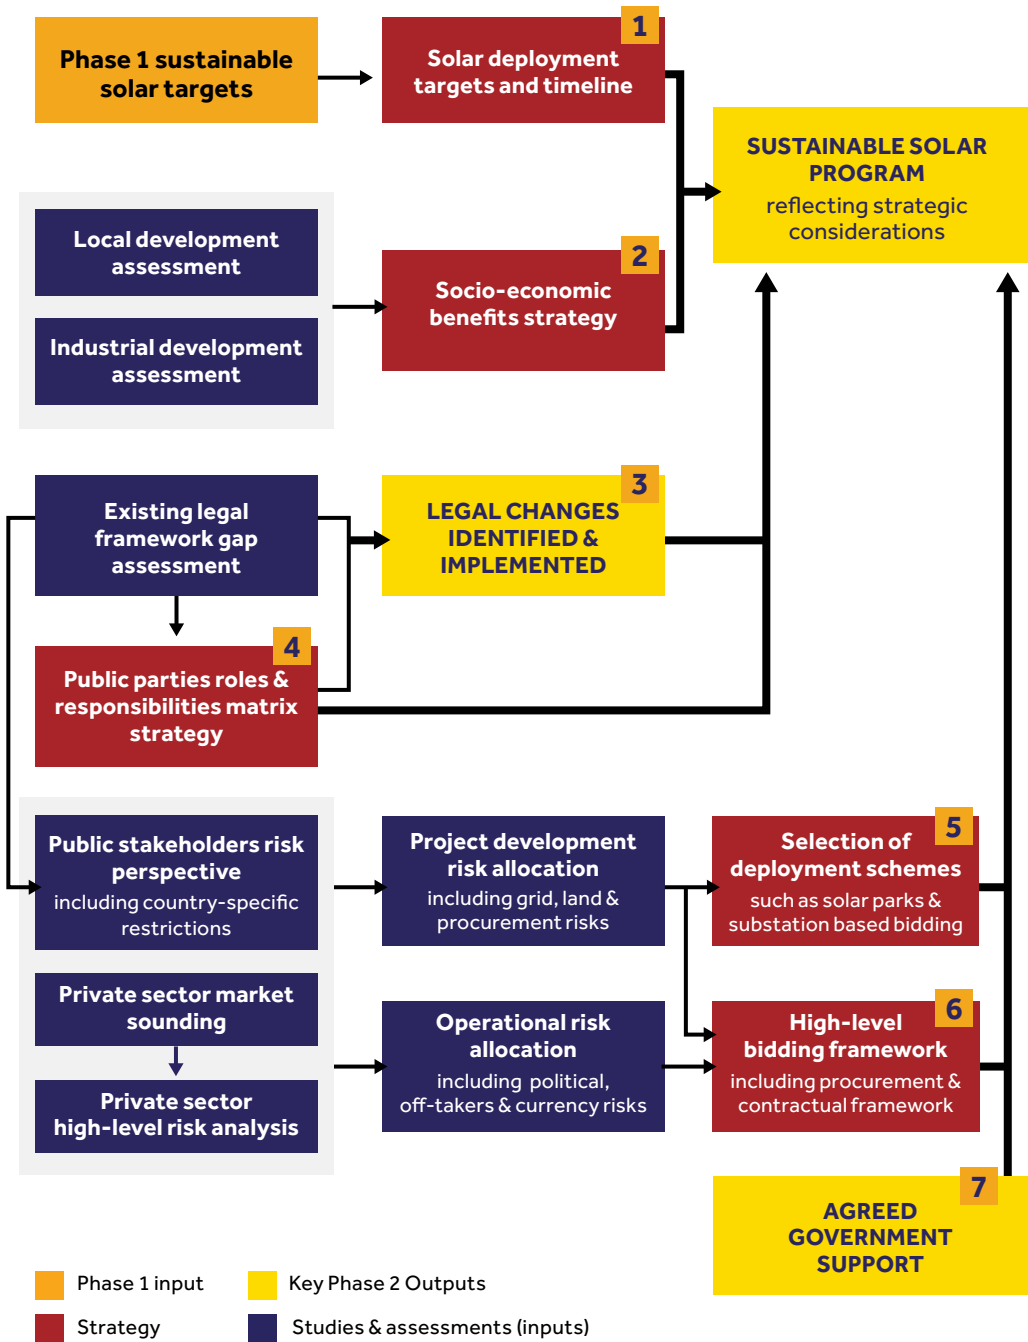 Phase 1 sustainable
solar targets
1
Solar deployment
targets and timeline
SUSTAINABLE SOLAR
PROGRAM
reflecting strategic
considerations
Local development
assessment
Industrial development
assessment
2
Socio-economic
benefits strategy
Existing legal
framework gap
assessment
3
LEGAL CHANGES
IDENTIFIED &
IMPLEMENTED
4
Public parties roles &
responsibilities matrix
strategy
Public stakeholders risk
perspective
including country-specific
restrictions
Private sector market
sounding
Private sector
high-level risk analysis
Project development
risk allocation
including grid, land &
procurement risks
Operational risk
allocation
including political,
off-takers & currency risks
5
Selection of
deployment schemes
such as solar parks &
substation based bidding
6
High-level
bidding framework
including procurement &
contractual framework
7
AGREED
GOVERNMENT
SUPPORT
Phase 1 input
Key Phase 2 Outputs
Strategy
Studies & assessments (inputs)